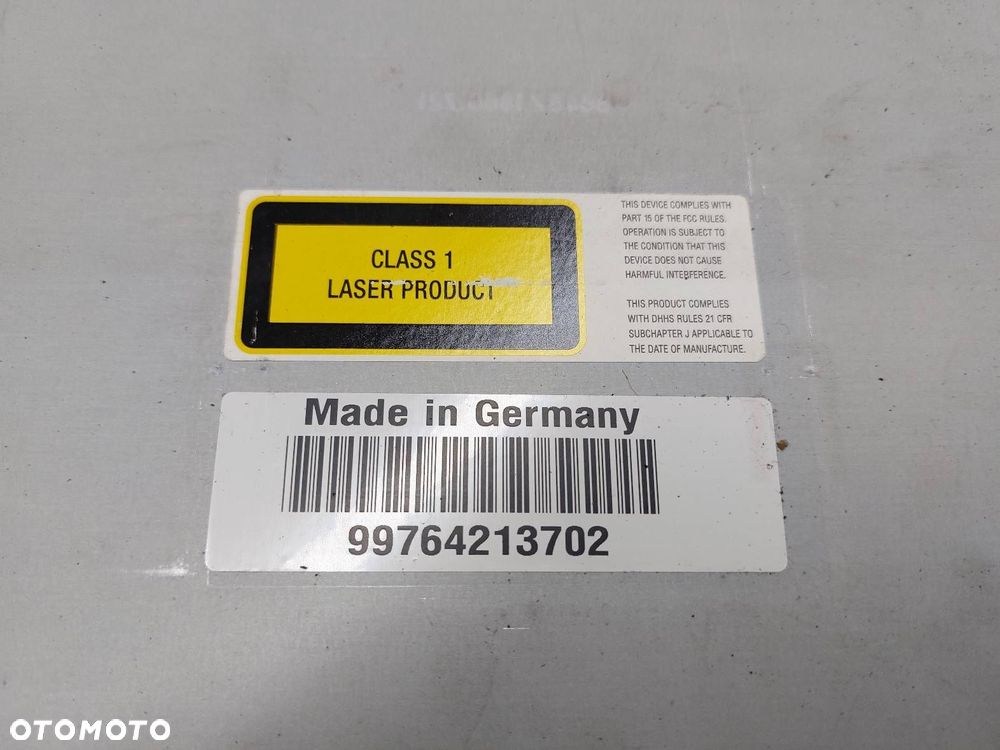 CLASS 1
LASER PRODUCT
THIS DEVICE COMPLIES WITH
PART 15 OF THE FCC RULES.
OPERATION IS SUBJECT TO
THE CONDITION THAT THIS
DEVICE DOES NOT CAUSE
HARMFUL INTERFERENCE.
THIS PRODUCT COMPLIES
WITH DHHS RULES 21 CFR
SUBCHAPTER J APPLICABLE TO
THE DATE OF MANUFACTURE.
Made in Germany
99764213702
OTOMOTO